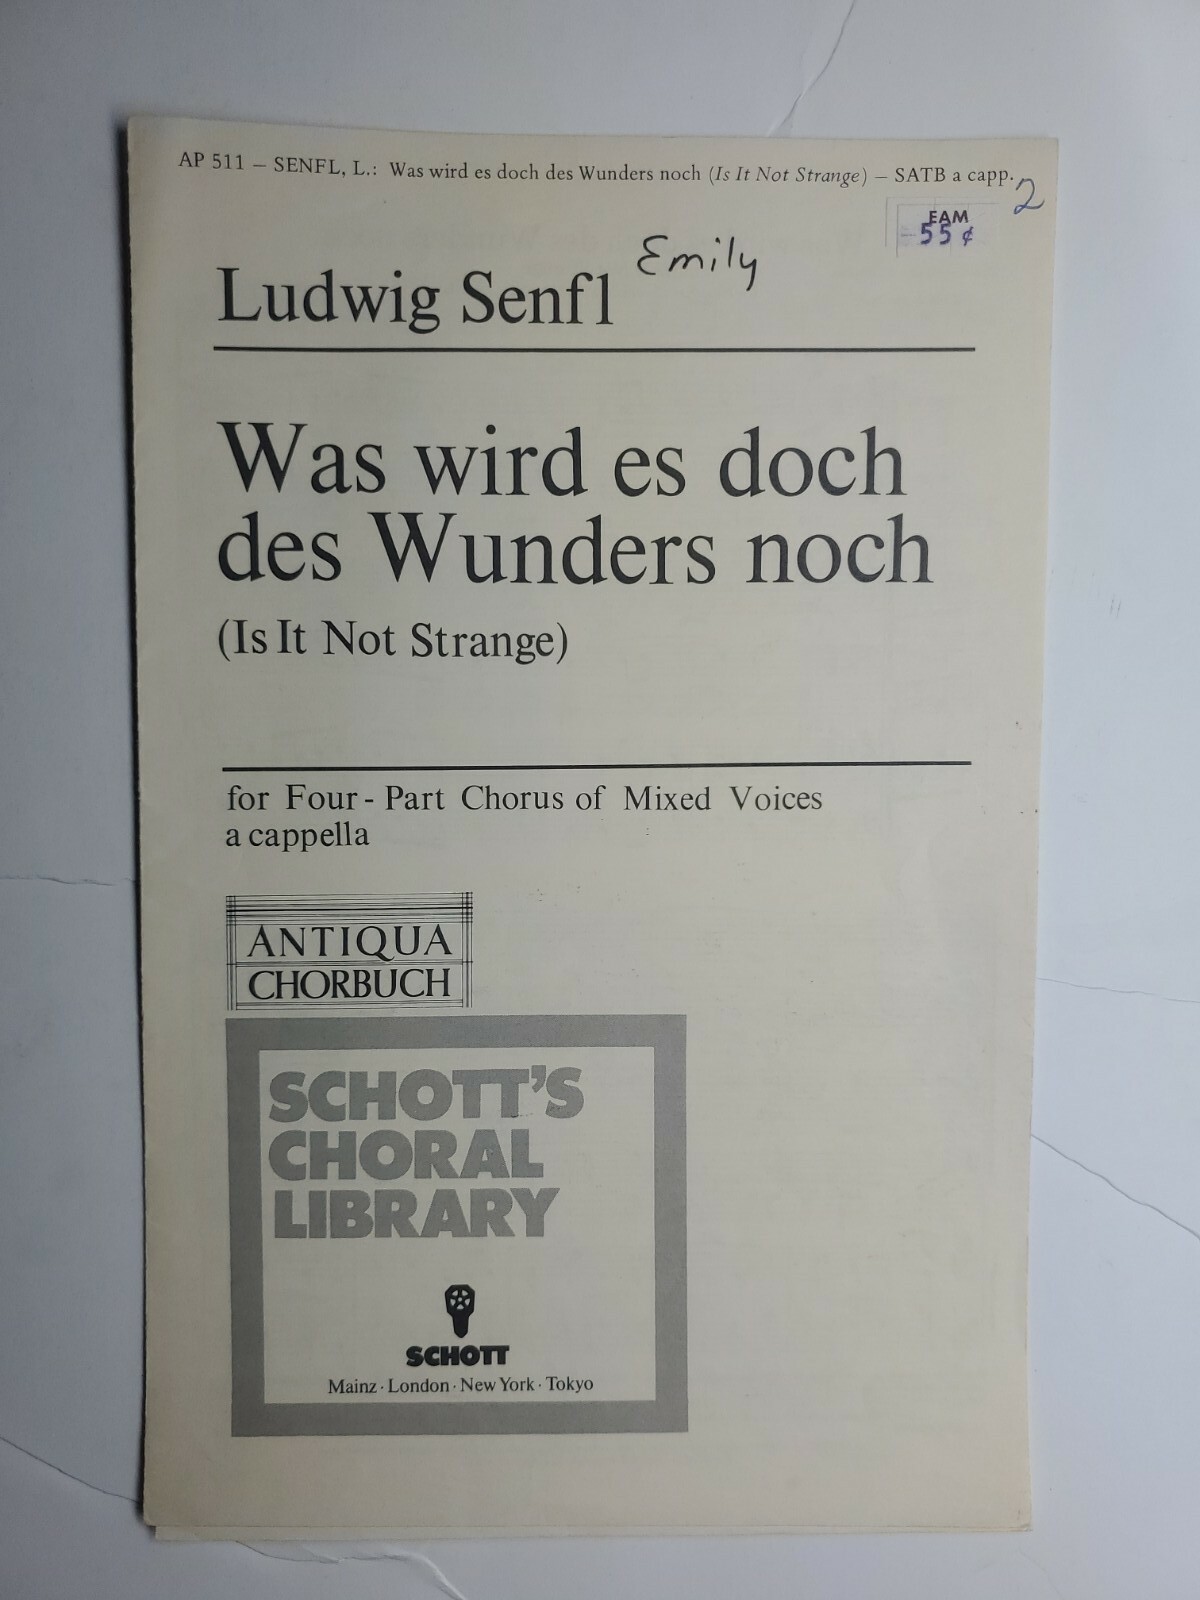 AP 511 — SENFL, L.: Was wird es doch des Wunders noch (Is It Not Strange) — SATB a capp.
2
EAM
55 ¢
Emily
Ludwig Senfl
Was wird es doch
des Wunders noch
(Is It Not Strange)
for Four-Part Chorus of Mixed Voices
a cappella
ANTIQUA
CHORBUCH
SCHOTT'S
CHORAL
LIBRARY
SCHOTT
Mainz · London · New York · Tokyo